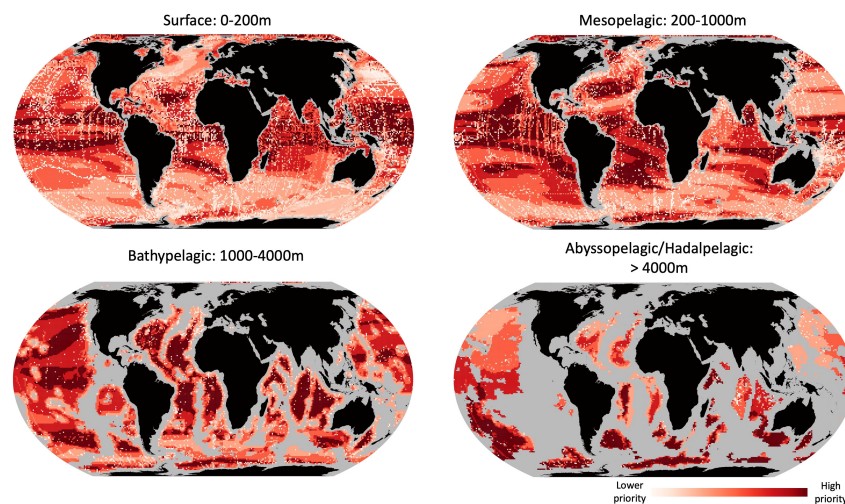 Surface: 0-200m
Mesopelagic: 200-1000m
Bathypelagic: 1000-4000m
Abyssopelagic/Hadalpelagic:
> 4000m
Lower
priority
High
priority